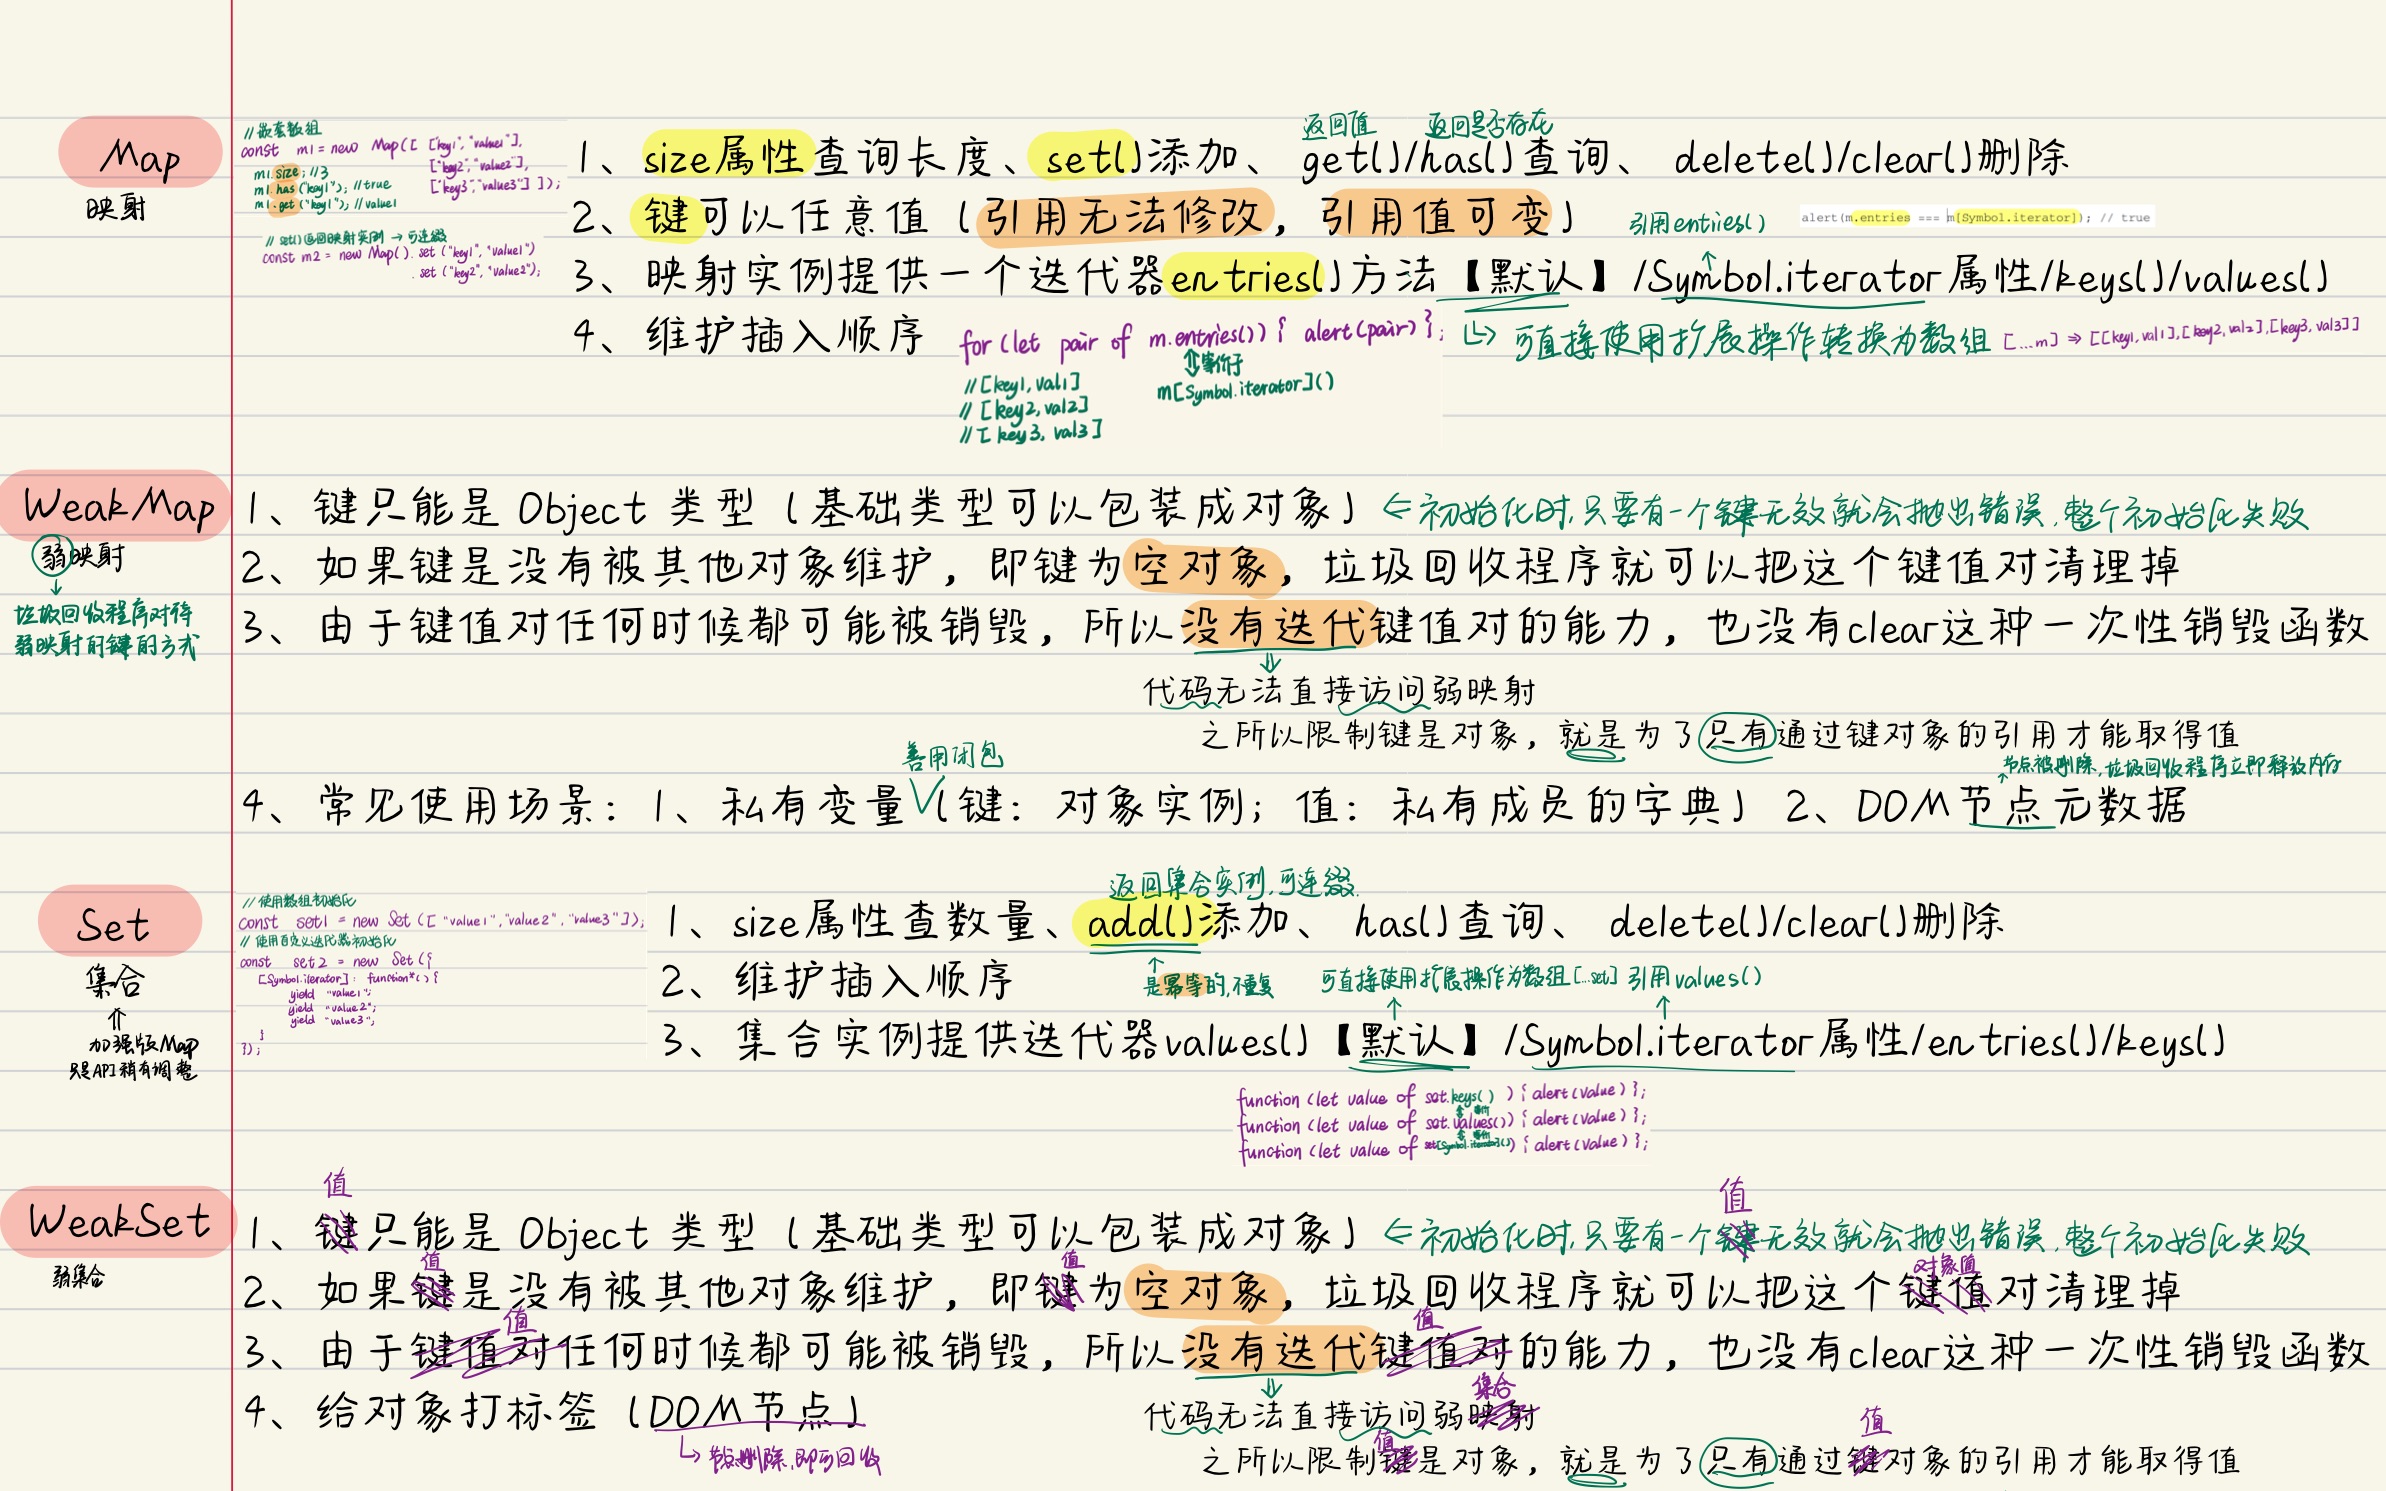 Map
映射
// 嵌套数组
const m1 = new Map([ ["key1","value1"],
["key2","value2"],
["key3","value3"] ]);
m1.size; // 3
m1.has("key1"); // true
m1.get("key1"); // value1
// set()返回映射实例 → 可连缀
const m2 = new Map().set("key1","value1")
.set("key2","value2");
返回值 返回是否存在
1、size属性查询长度、set()添加、get()/has()查询、delete()/clear()删除
2、键可以任意值(引用无法修改,引用值可变)
引用entries()
alert(m.entries === m[Symbol.iterator]); // true
3、映射实例提供一个迭代器entries()方法【默认】/Symbol.iterator属性/keys()/values()
4、维护插入顺序
for (let pair of m.entries()) { alert(pair) };
⇕等价于
m[Symbol.iterator]()
// [key1, val1]
// [key2, val2]
// [key3, val3]
↳ 可直接使用扩展操作转换为数组 [...m] ⇒ [[key1,val1],[key2,val2],[key3,val3]]
WeakMap
弱映射
↓
垃圾回收程序对待
弱映射的键的方式
1、键只能是 Object 类型(基础类型可以包装成对象) ← 初始化时,只要有一个键无效就会抛出错误,整个初始化失败
2、如果键是没有被其他对象维护,即键为空对象,垃圾回收程序就可以把这个键值对清理掉
3、由于键值对任何时候都可能被销毁,所以没有迭代键值对的能力,也没有clear这种一次性销毁函数
代码无法直接访问弱映射
之所以限制键是对象,就是为了只有通过键对象的引用才能取得值
善用闭包
节点被删除,垃圾回收程序立即释放内存
4、常见使用场景:1、私有变量(键:对象实例;值:私有成员的字典) 2、DOM节点元数据
Set
集合
⇑
加强版Map
只是API稍有调整
// 使用数组初始化
const set1 = new Set(["value1","value2","value3"]);
// 使用自定义迭代器初始化
const set2 = new Set({
[Symbol.iterator]: function*() {
yield "value1";
yield "value2";
yield "value3";
}
});
返回集合实例,可连缀.
1、size属性查数量、add()添加、has()查询、delete()/clear()删除
↑
是幂等的,不重复
2、维护插入顺序
可直接使用扩展操作为数组[...set] 引用values()
3、集合实例提供迭代器values()【默认】/Symbol.iterator属性/entries()/keys()
function (let value of set.keys()) { alert(value) };
function (let value of set.values()) { alert(value) };
function (let value of set[Symbol.iterator]()) { alert(value) };
WeakSet
弱集合
1、值只能是 Object 类型(基础类型可以包装成对象) ← 初始化时,只要有一个值无效就会抛出错误,整个初始化失败
2、如果值是没有被其他对象维护,即值为空对象,垃圾回收程序就可以把这个对象值对清理掉
3、由于值任何时候都可能被销毁,所以没有迭代值的能力,也没有clear这种一次性销毁函数
4、给对象打标签(DOM节点)
↳ 节点删除,即可回收
代码无法直接访问弱集合
之所以限制值是对象,就是为了只有通过值对象的引用才能取得值